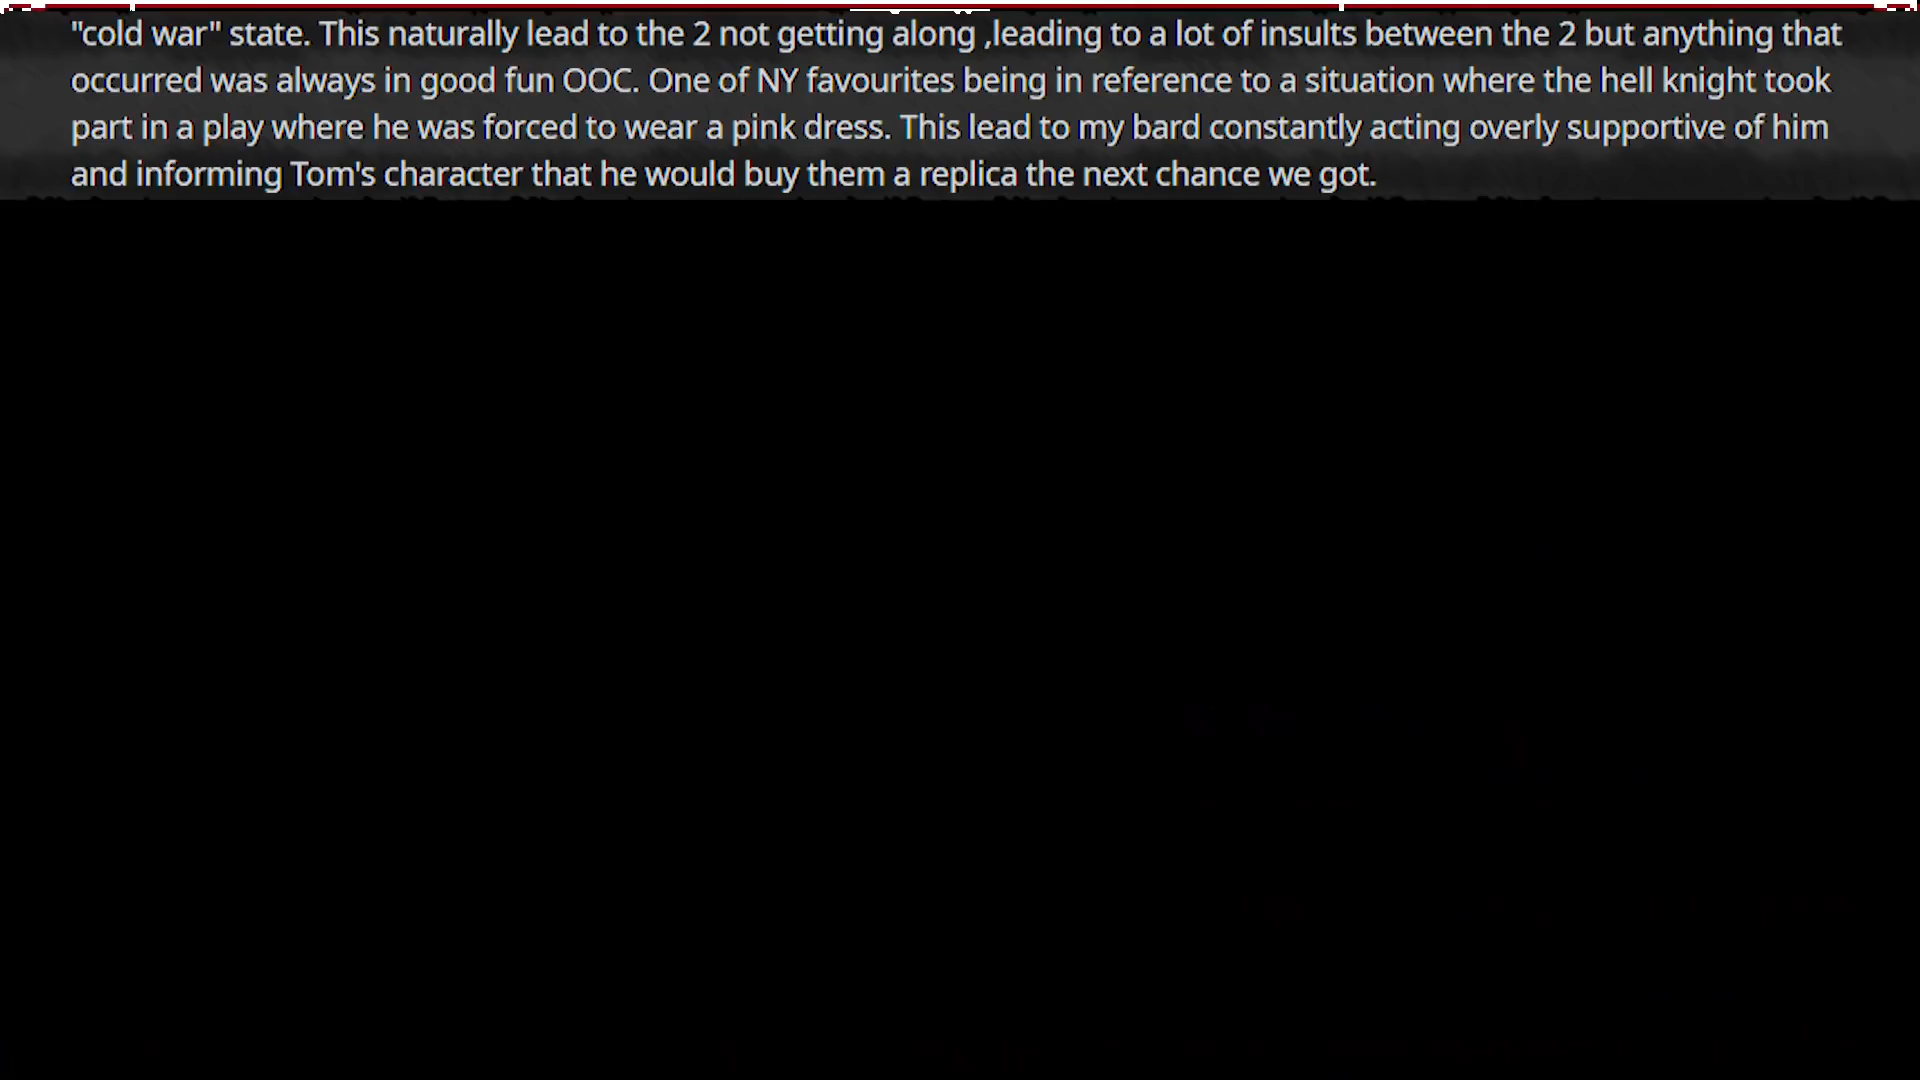 "cold war" state. This naturally lead to the 2 not getting along ,leading to a lot of insults between the 2 but anything that
occurred was always in good fun OOC. One of NY favourites being in reference to a situation where the hell knight took
part in a play where he was forced to wear a pink dress. This lead to my bard constantly acting overly supportive of him
and informing Tom's character that he would buy them a replica the next chance we got.